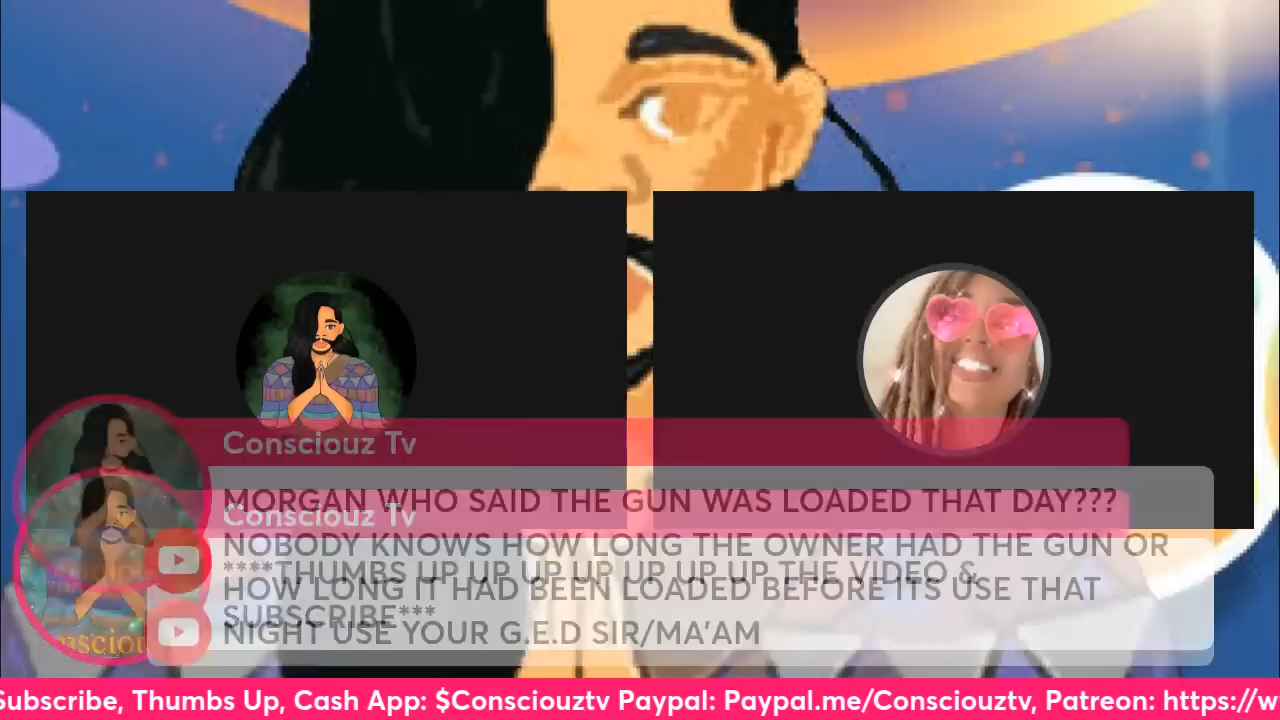 Consciouz Tv
MORGAN WHO SAID THE GUN WAS LOADED THAT DAY???
NOBODY KNOWS HOW LONG THE OWNER HAD THE GUN OR
HOW LONG IT HAD BEEN LOADED BEFORE ITS USE THAT
NIGHT USE YOUR G.E.D SIR/MA'AM
Consciouz Tv
****THUMBS UP UP UP UP UP UP UP THE VIDEO &
SUBSCRIBE***
nsciou
Subscribe, Thumbs Up, Cash App: $Consciouztv Paypal: Paypal.me/Consciouztv, Patreon: https://w